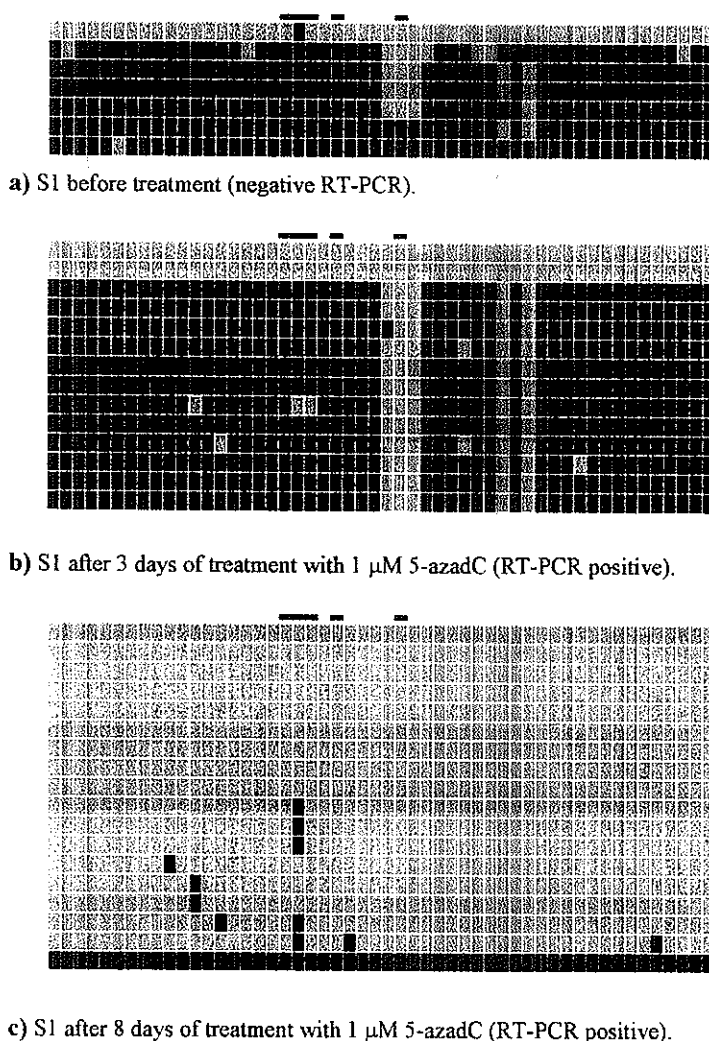 a) S1 before treatment (negative RT-PCR).
b) S1 after 3 days of treatment with 1 μM 5-azadC (RT-PCR positive).
c) S1 after 8 days of treatment with 1 μM 5-azadC (RT-PCR positive).